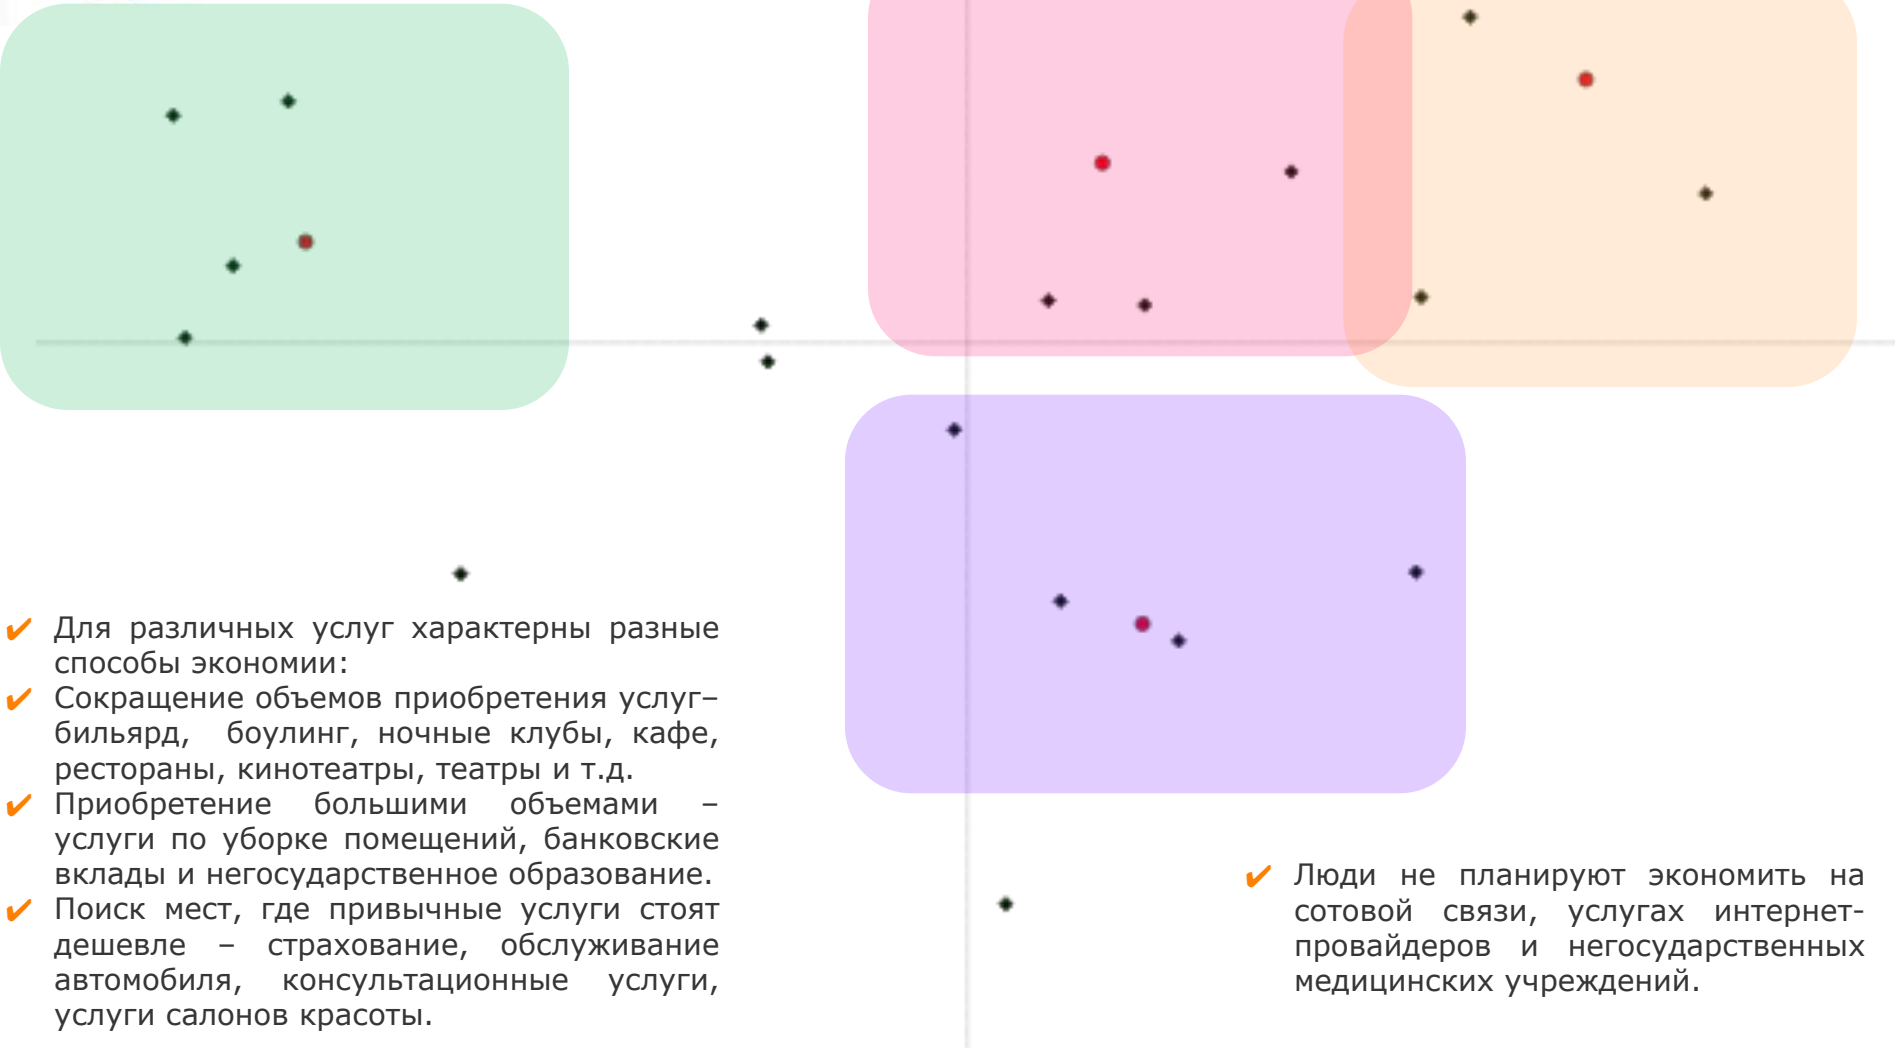 ✔ Для различных услуг характерны разные
способы экономии:
✔ Сокращение объемов приобретения услуг–
бильярд, боулинг, ночные клубы, кафе,
рестораны, кинотеатры, театры и т.д.
✔ Приобретение большими объемами –
услуги по уборке помещений, банковские
вклады и негосударственное образование.
✔ Поиск мест, где привычные услуги стоят
дешевле – страхование, обслуживание
автомобиля, консультационные услуги,
услуги салонов красоты.
✔ Люди не планируют экономить на
сотовой связи, услугах интернет-
провайдеров и негосударственных
медицинских учреждений.